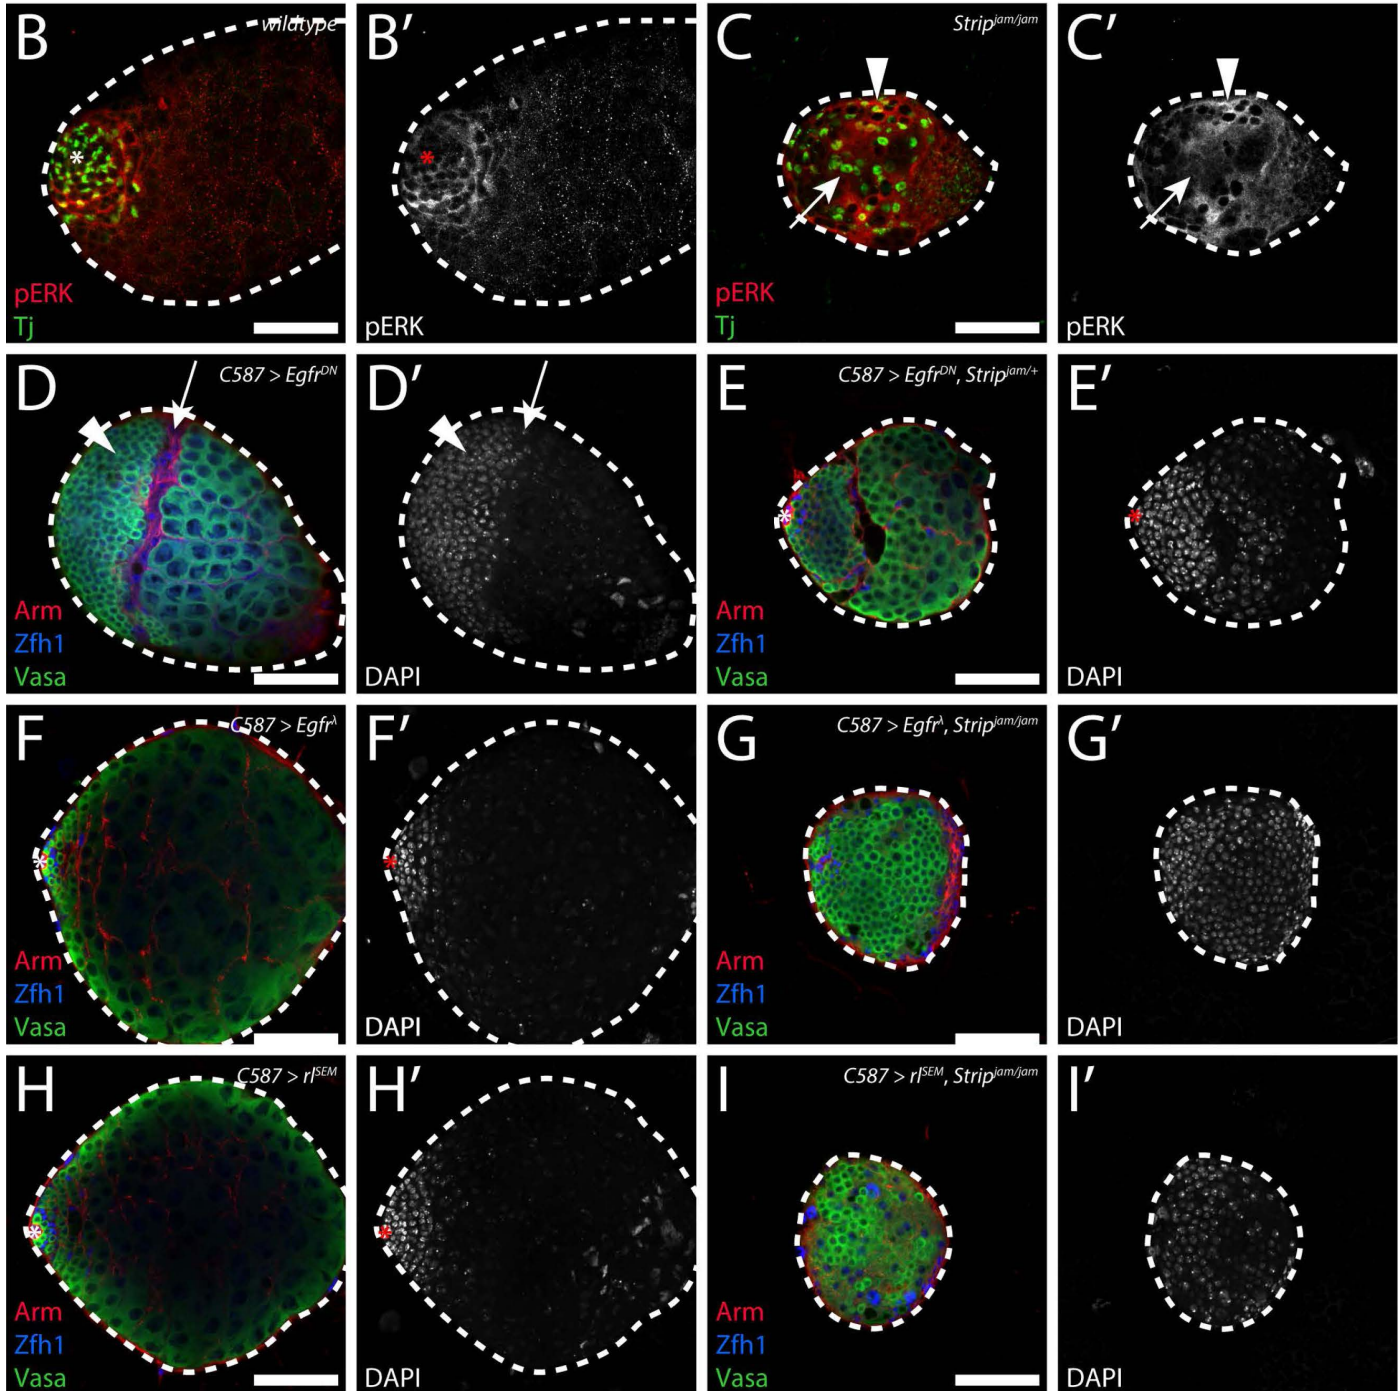 B
wildtype
*
pERK
Tj
B′
*
pERK
C
Strip^jam/jam
pERK
Tj
C′
pERK
D
C587 > Egfr^DN
Arm
Zfh1
Vasa
D′
DAPI
E
C587 > Egfr^DN, Strip^jam/+
*
Arm
Zfh1
Vasa
E′
*
DAPI
F
C587 > Egfr^λ
*
Arm
Zfh1
Vasa
F′
*
DAPI
G
C587 > Egfr^λ, Strip^jam/jam
Arm
Zfh1
Vasa
G′
DAPI
H
C587 > rl^SEM
*
Arm
Zfh1
Vasa
H′
*
DAPI
I
C587 > rl^SEM, Strip^jam/jam
Arm
Zfh1
Vasa
I′
DAPI